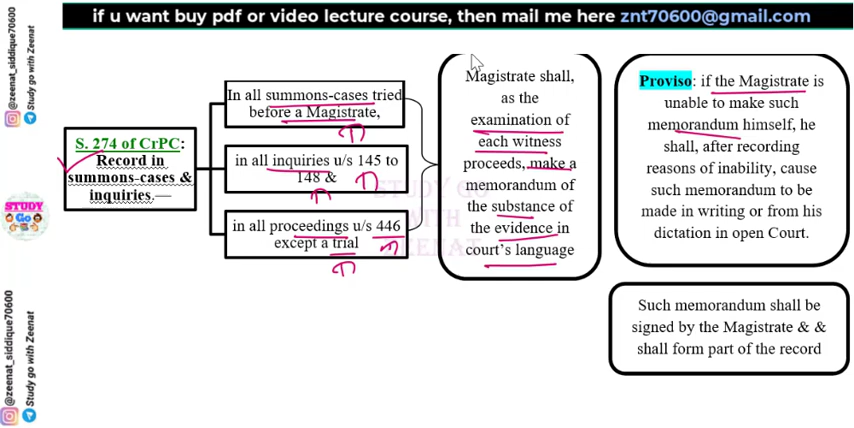 if u want buy pdf or video lecture course, then mail me here znt70600@gmail.com
@zeenat_siddique70600
Study go with Zeenat
S. 274 of CrPC:
Record in
summons-cases &
inquiries.—
In all summons-cases tried
before a Magistrate,
in all inquiries u/s 145 to
148 &
in all proceedings u/s 446
except a trial
Magistrate shall,
as the
examination of
each witness
proceeds, make a
memorandum of
the substance of
the evidence in
court's language
Proviso: if the Magistrate is
unable to make such
memorandum himself, he
shall, after recording
reasons of inability, cause
such memorandum to be
made in writing or from his
dictation in open Court.
Such memorandum shall be
signed by the Magistrate & &
shall form part of the record
STUDY GO
WITH
ZEENAT
STUDY
Go
@zeenat_siddique70600
Study go with Zeenat